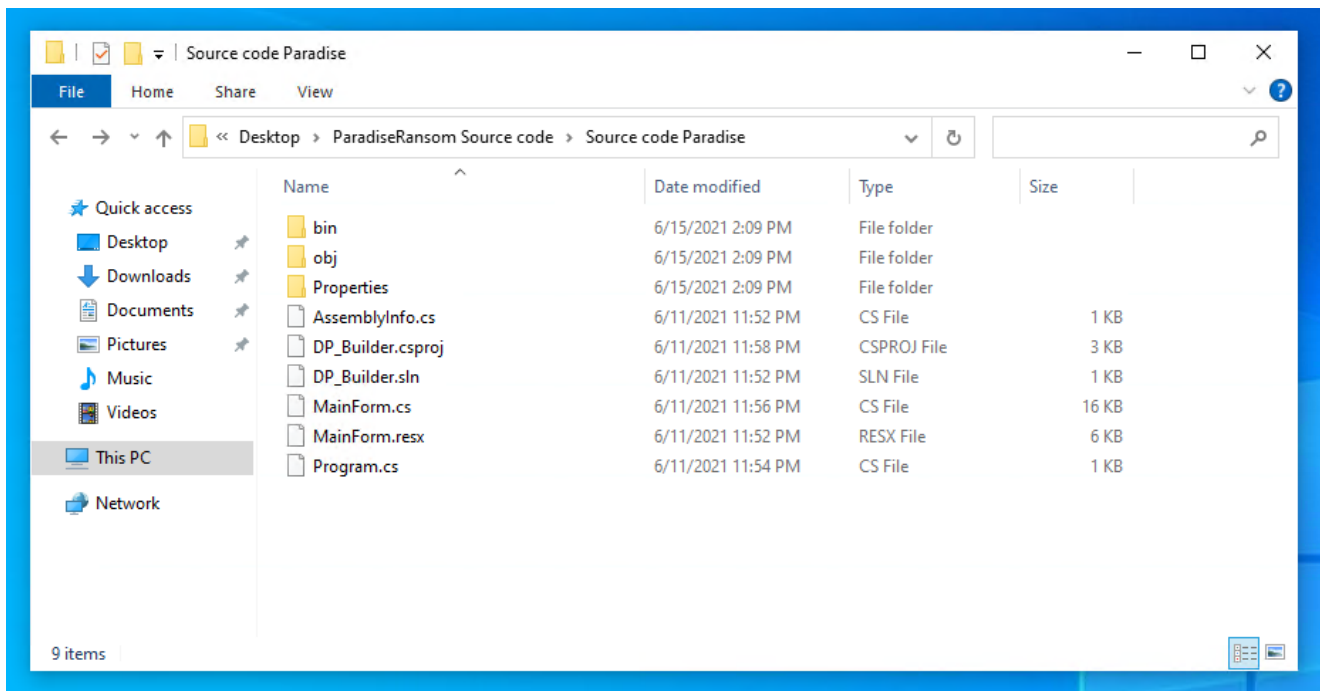 Source code Paradise
File Home Share View
« Desktop > ParadiseRansom Source code > Source code Paradise
Name Date modified Type Size
Quick access
Desktop
Downloads
Documents
Pictures
Music
Videos
This PC
Network
bin 6/15/2021 2:09 PM File folder
obj 6/15/2021 2:09 PM File folder
Properties 6/15/2021 2:09 PM File folder
AssemblyInfo.cs 6/11/2021 11:52 PM CS File 1 KB
DP_Builder.csproj 6/11/2021 11:58 PM CSPROJ File 3 KB
DP_Builder.sln 6/11/2021 11:52 PM SLN File 1 KB
MainForm.cs 6/11/2021 11:56 PM CS File 16 KB
MainForm.resx 6/11/2021 11:52 PM RESX File 6 KB
Program.cs 6/11/2021 11:54 PM CS File 1 KB
9 items